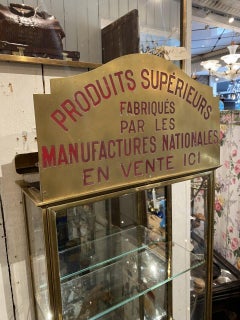 PRODUITS SUPÉRIEURS
FABRIQUÉS
PAR LES
MANUFACTURES NATIONALES
EN VENTE ICI